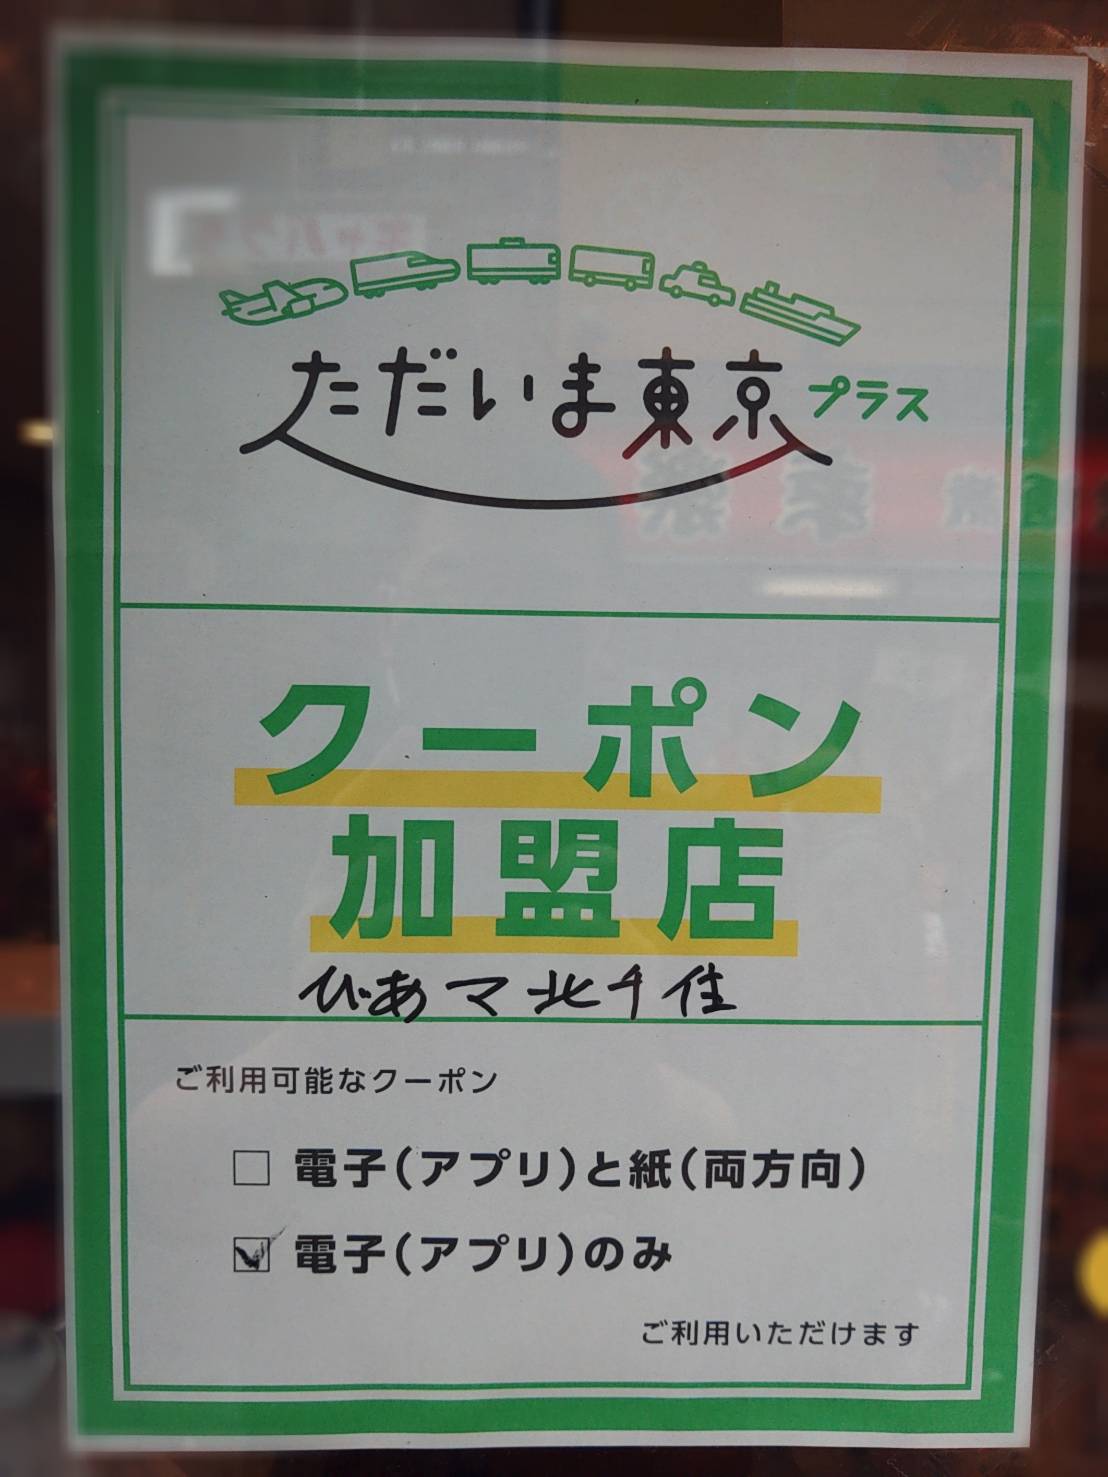 ただいま東京プラス
クーポン
加盟店
びあマ北千住
ご利用可能なクーポン
□ 電子(アプリ)と紙(両方向)
☑ 電子(アプリ)のみ
ご利用いただけます